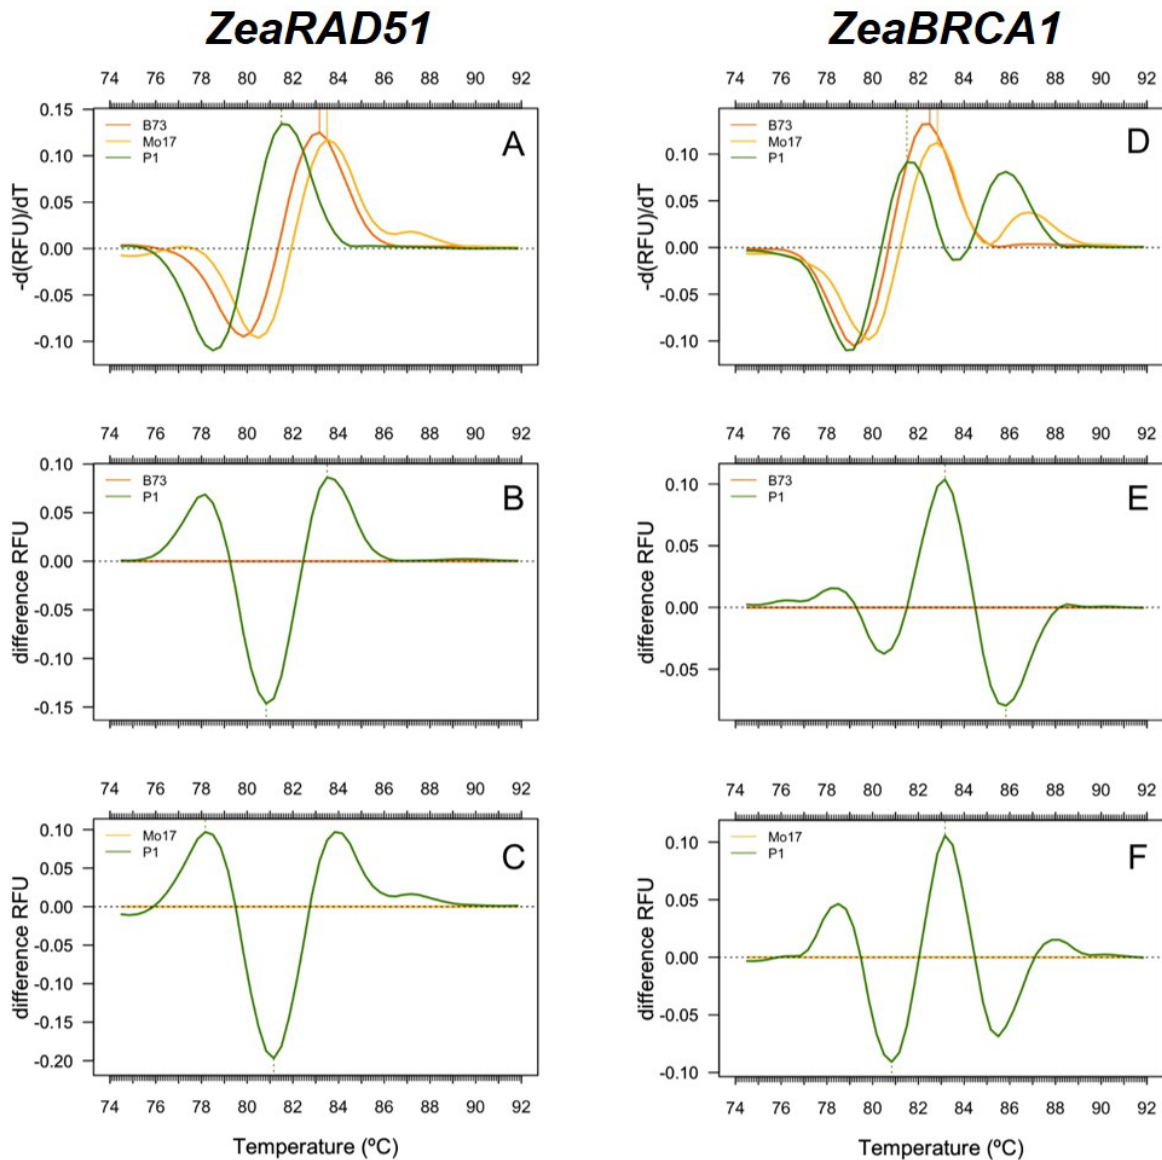 ZeaRAD51
74 76 78 80 82 84 86 88 90 92
0.15
0.10
0.05
0.00
-0.05
-0.10
-d(RFU)/dT
B73
Mo17
P1
A
74 76 78 80 82 84 86 88 90 92
0.10
0.05
0.00
-0.05
-0.10
-0.15
difference RFU
B73
P1
B
74 76 78 80 82 84 86 88 90 92
0.10
0.05
0.00
-0.05
-0.10
-0.15
-0.20
difference RFU
Mo17
P1
C
74 76 78 80 82 84 86 88 90 92
Temperature (ºC)
ZeaBRCA1
74 76 78 80 82 84 86 88 90 92
0.10
0.05
0.00
-0.05
-0.10
-d(RFU)/dT
B73
Mo17
P1
D
74 76 78 80 82 84 86 88 90 92
0.10
0.05
0.00
-0.05
difference RFU
B73
P1
E
74 76 78 80 82 84 86 88 90 92
0.10
0.05
0.00
-0.05
-0.10
difference RFU
Mo17
P1
F
74 76 78 80 82 84 86 88 90 92
Temperature (ºC)